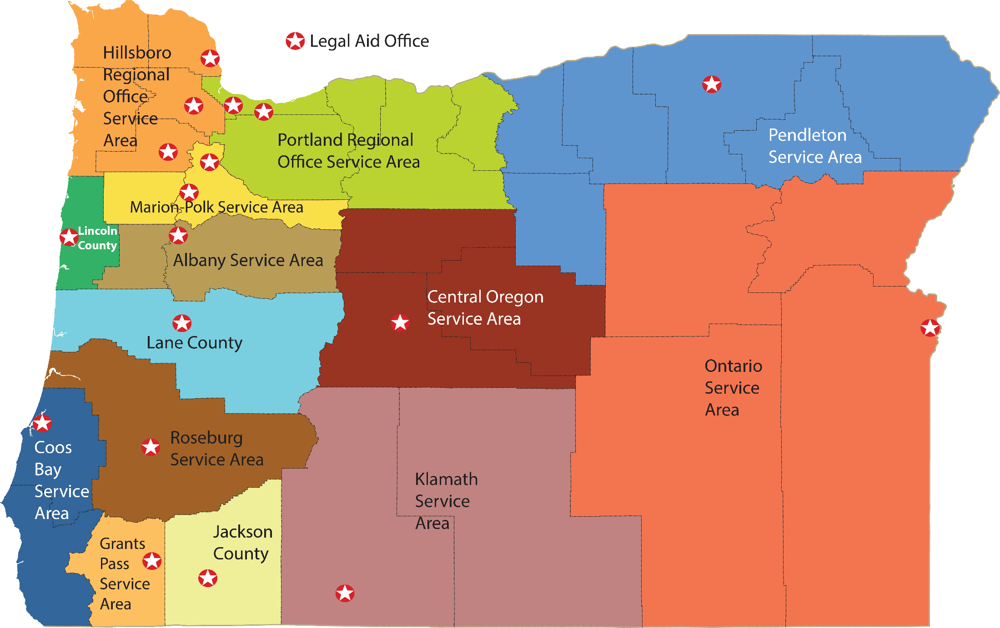 Legal Aid Office
Hillsboro
Regional
Office
Service
Area
Portland Regional
Office Service Area
Pendleton
Service Area
Marion-Polk Service Area
Lincoln
County
Albany Service Area
Central Oregon
Service Area
Lane County
Ontario
Service
Area
Roseburg
Service Area
Coos
Bay
Service
Area
Klamath
Service
Area
Jackson
County
Grants
Pass
Service
Area